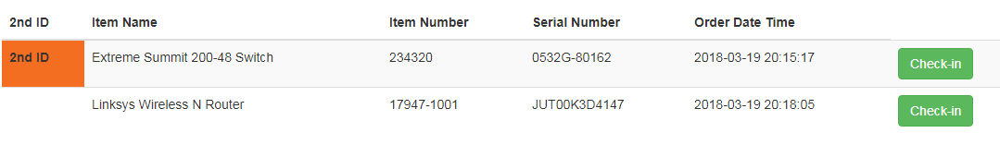 2nd ID Item Name Item Number Serial Number Order Date Time
2nd ID Extreme Summit 200-48 Switch 234320 0532G-80162 2018-03-19 20:15:17 Check-in
Linksys Wireless N Router 17947-1001 JUT00K3D4147 2018-03-19 20:18:05 Check-in